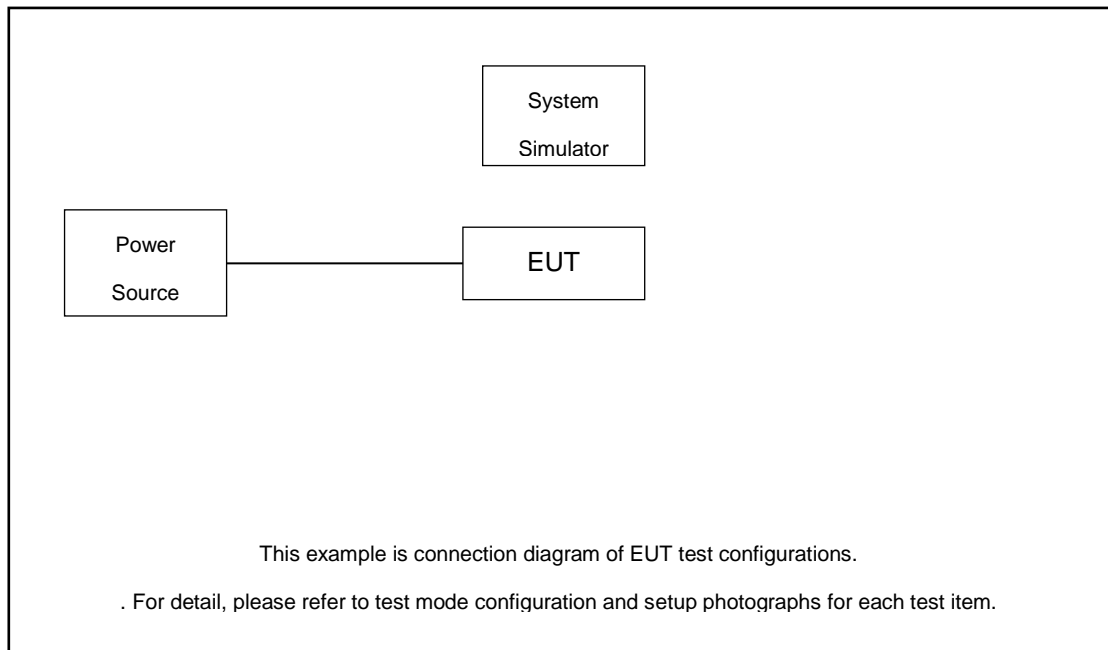 System
Simulator
Power
Source
EUT
This example is connection diagram of EUT test configurations.
. For detail, please refer to test mode configuration and setup photographs for each test item.